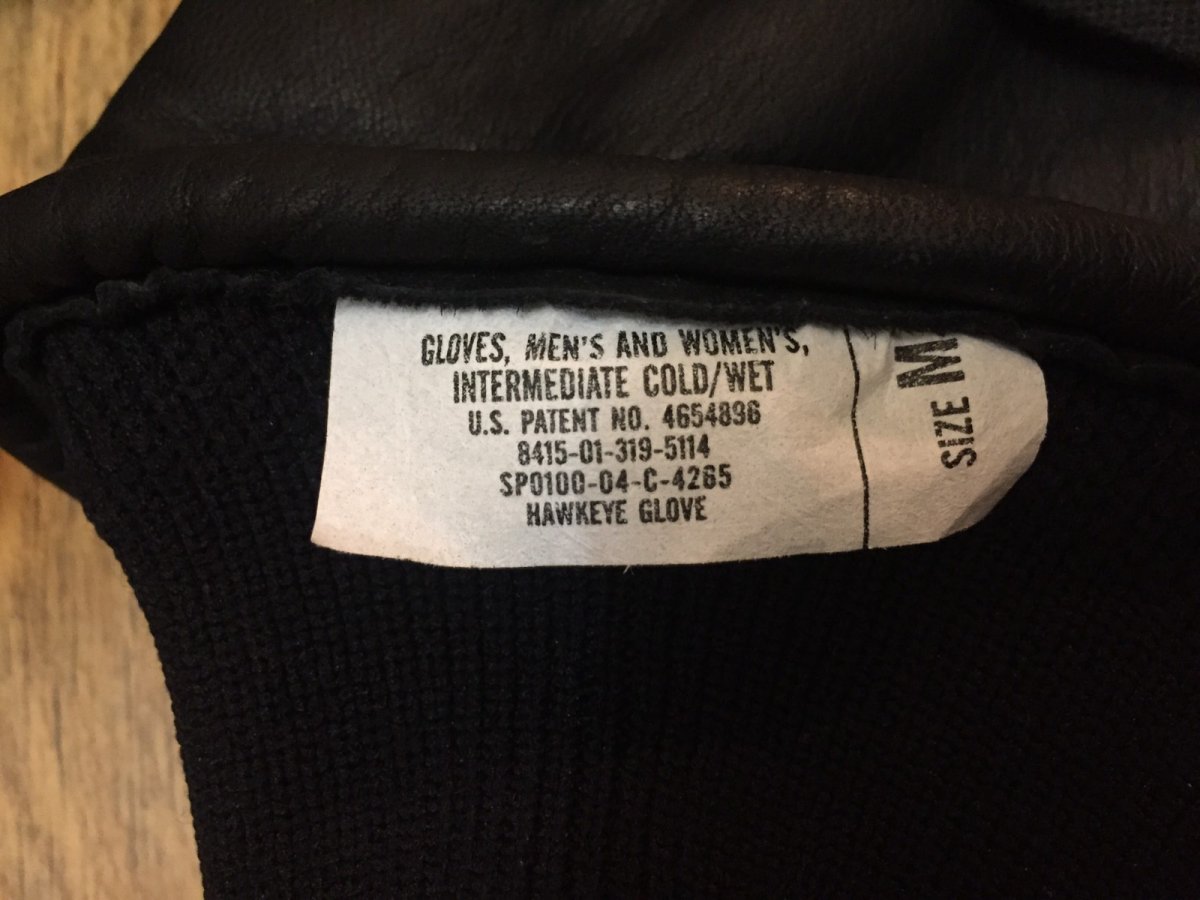 GLOVES, MEN'S AND WOMEN'S,
INTERMEDIATE COLD/WET
U.S. PATENT NO. 4654896
8415-01-319-5114
SP0100-04-C-4265
HAWKEYE GLOVE
SIZE M